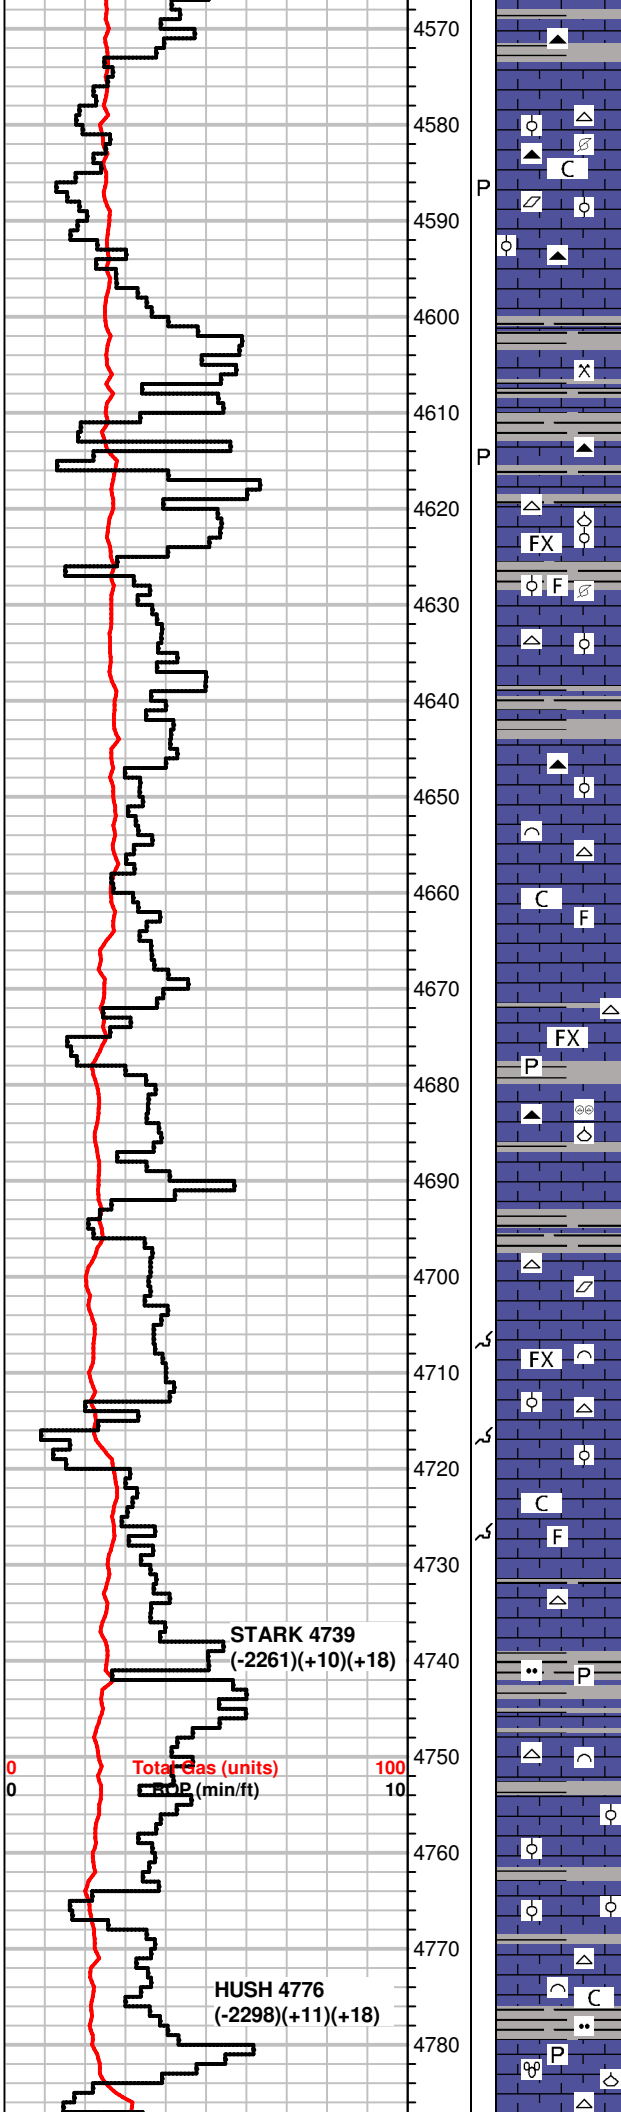 4570
4580
C
P
4590
4600
4610
P
4620
FX
F
4630
4640
4650
4660
C
F
4670
FX
P
4680
4690
4700
4710
FX
4720
C
F
4730
STARK 4739
(-2261)(+10)(+18)
4740
P
4750
0 Total Gas (units) 100
0 ROP (min/ft) 10
4760
4770
HUSH 4776
(-2298)(+11)(+18)
C
4780
P